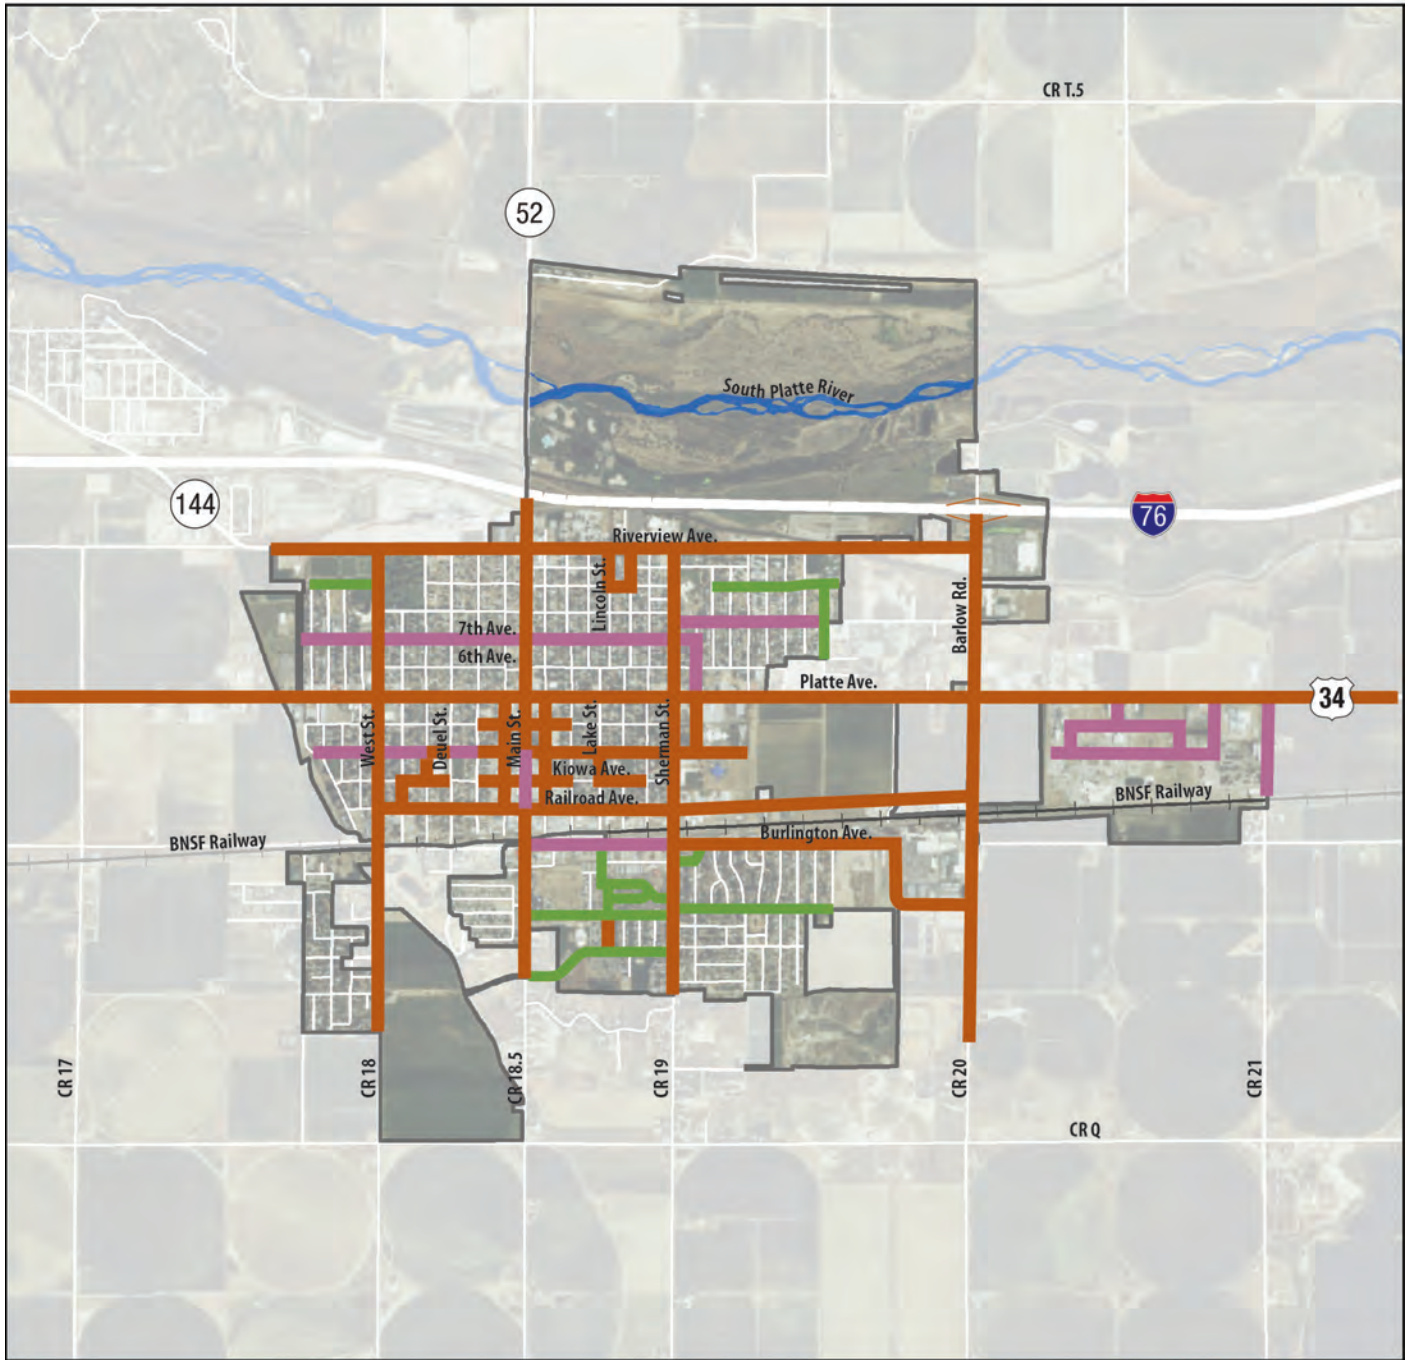 CR T.5
52
South Platte River
144
76
Riverview Ave.
Lincoln St.
Barlow Rd.
7th Ave.
6th Ave.
Platte Ave.
34
West St.
Deuel St.
Main St.
Lake St.
Sherman St.
Kiowa Ave.
Railroad Ave.
BNSF Railway
Burlington Ave.
BNSF Railway
CR 17
CR 18
CR 18.5
CR 19
CR 20
CR 21
CR Q